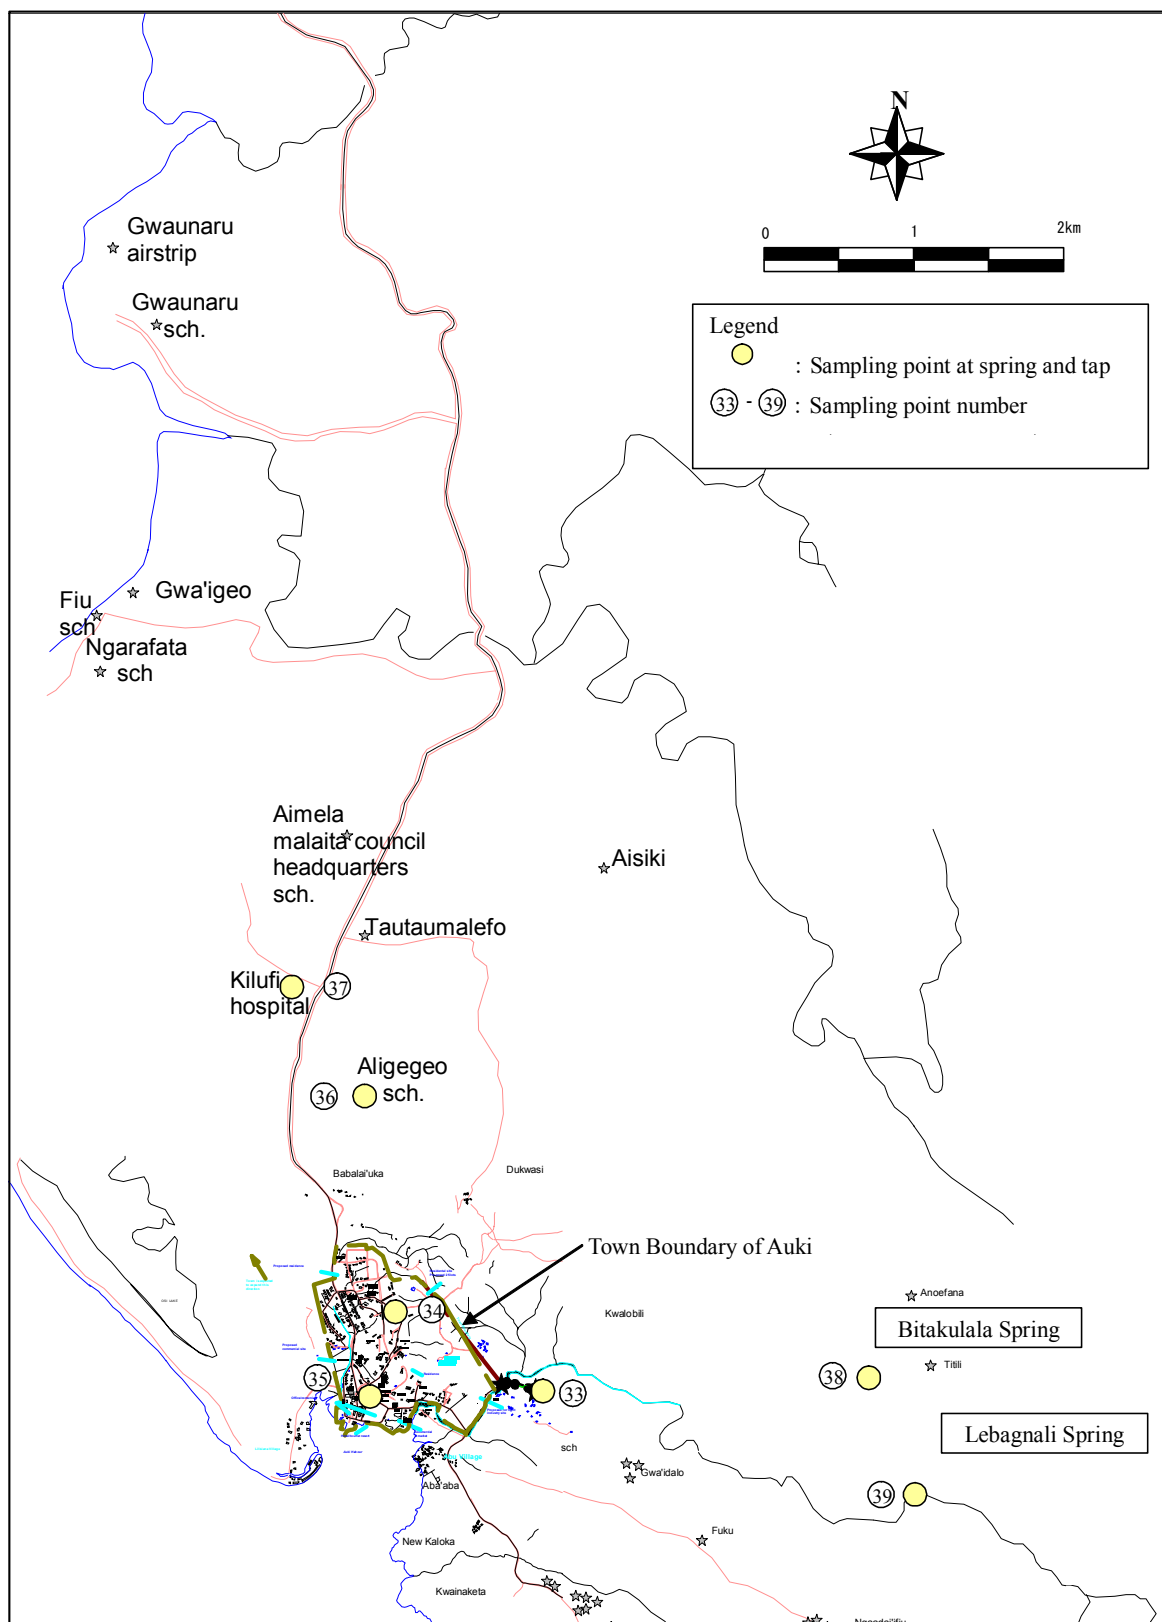 N
0 1 2km
Gwaunaru
airstrip
Gwaunaru
sch.
Legend
: Sampling point at spring and tap
33 - 39 : Sampling point number
Gwa'igeo
Fiu
sch
Ngarafata
sch
Aimela
malaita council
headquarters
sch.
Aisiki
Tautaumalefo
Kilufi
hospital
37
Aligegeo
sch.
36
Babalai'uka
Dukwasi
Town Boundary of Auki
Anoefana
Kwalobili
34
Bitakulala Spring
Titili
38
35
33
Lebagnali Spring
sch
Gwa'idalo
Aba'aba
39
Fuku
New Kaloka
Kwainaketa